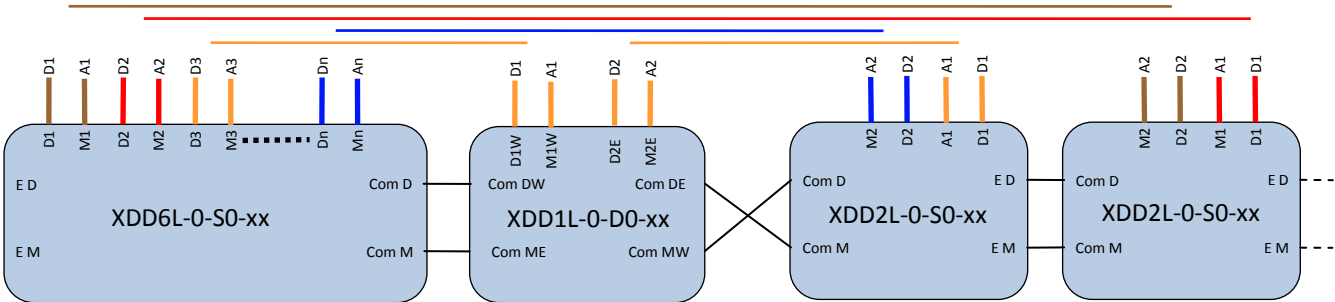 D1 A1 D2 A2 D3 A3 Dn An
D1 M1 D2 M2 D3 M3 Dn Mn
E D Com D
XDD6L-0-S0-xx
E M Com M
D1 A1 D2 A2
D1W M1W D2E M2E
Com DW Com DE
XDD1L-0-D0-xx
Com ME Com MW
A2 D2 A1 D1
M2 D2 A1 D1
Com D E D
XDD2L-0-S0-xx
Com M E M
A2 D2 A1 D1
M2 D2 M1 D1
Com D E D
XDD2L-0-S0-xx
Com M E M